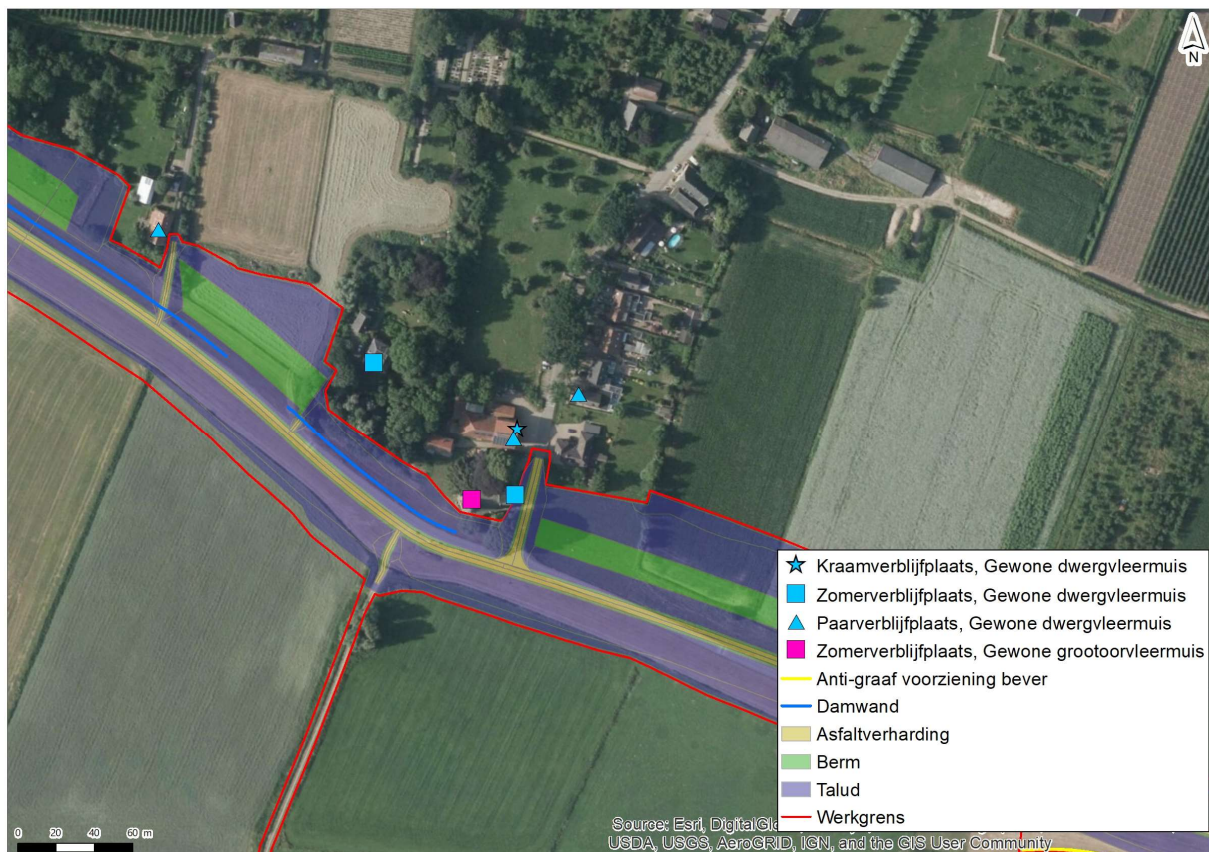 N
Kraamverblijfplaats, Gewone dwergvleermuis
Zomerverblijfplaats, Gewone dwergvleermuis
Paarverblijfplaats, Gewone dwergvleermuis
Zomerverblijfplaats, Gewone grootoorvleermuis
Anti-graaf voorziening bever
Damwand
Asfaltverharding
Berm
Talud
Werkgrens
0 20 40 60 m
Source: Esri,
USDA, USGS, AeroGRID, IGN, and the GIS User Community